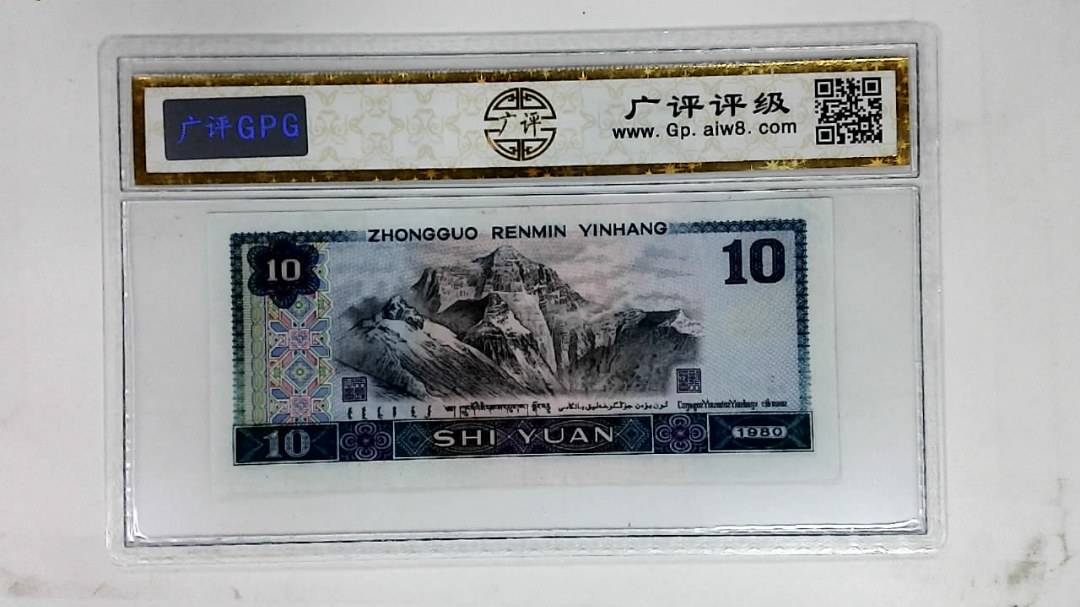 广评GPG
广评
广评评级
www.Gp.aiw8.com
ZHONGGUO RENMIN YINHANG
10
10
10
SHI YUAN
1980